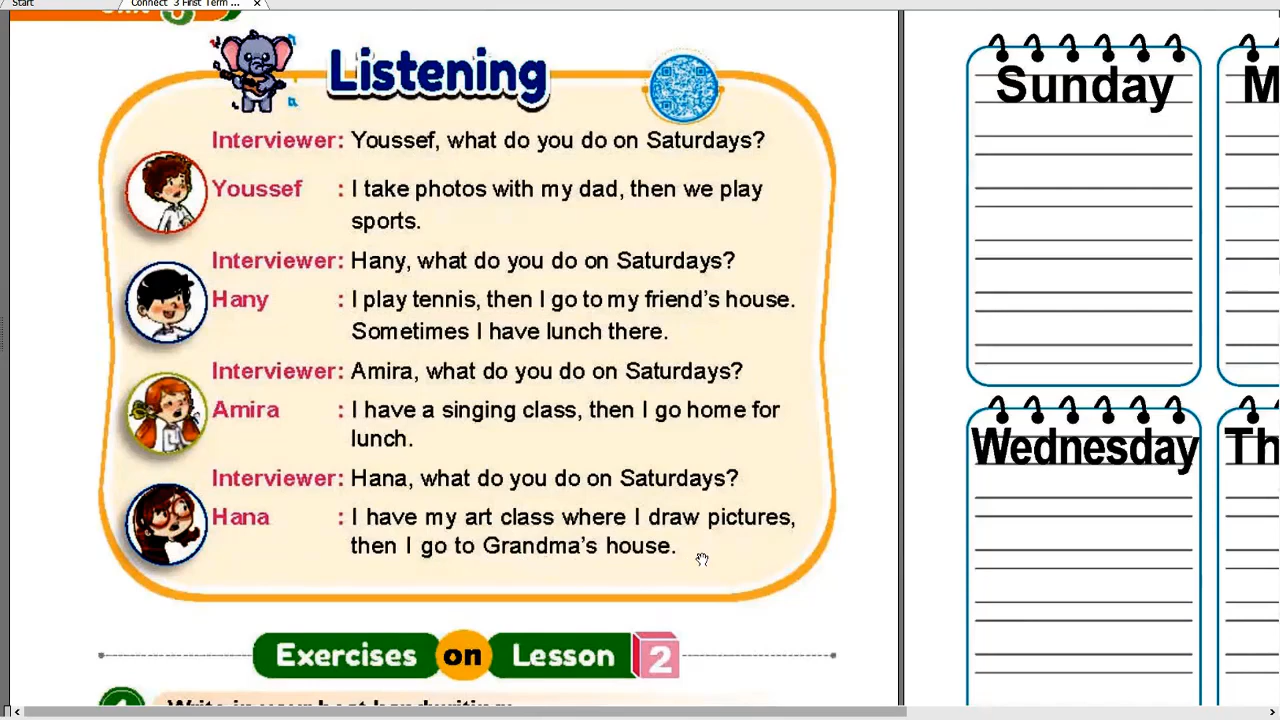 Start
Connect 3 First Term ...
Listening
Interviewer: Youssef, what do you do on Saturdays?
Youssef : I take photos with my dad, then we play
sports.
Interviewer: Hany, what do you do on Saturdays?
Hany : I play tennis, then I go to my friend's house.
Sometimes I have lunch there.
Interviewer: Amira, what do you do on Saturdays?
Amira : I have a singing class, then I go home for
lunch.
Interviewer: Hana, what do you do on Saturdays?
Hana : I have my art class where I draw pictures,
then I go to Grandma's house.
Exercises on Lesson 2
Sunday
M
Wednesday
Th